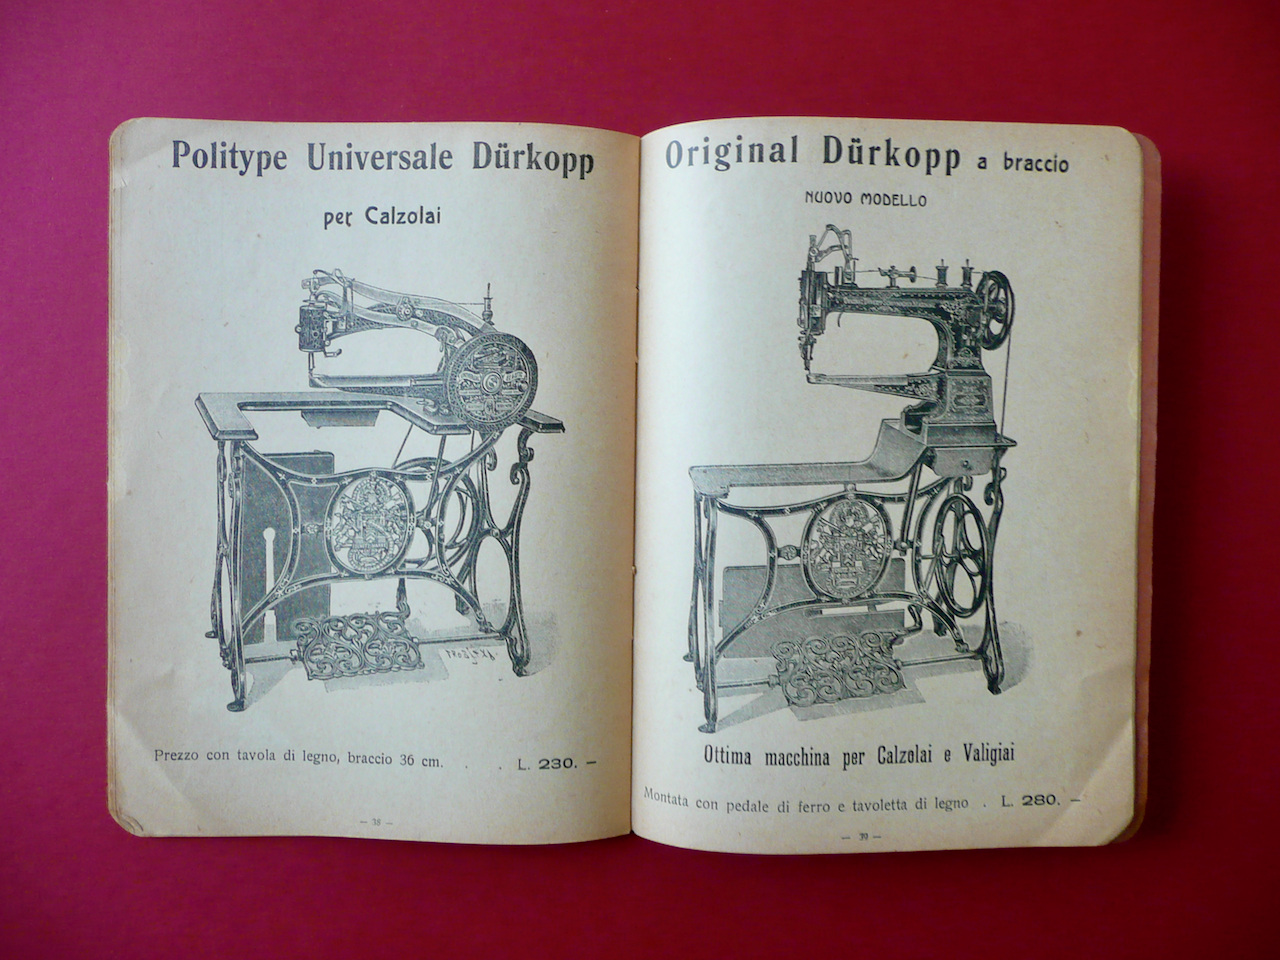 Politype Universale Dürkopp
per Calzolai
Prezzo con tavola di legno, braccio 36 cm. . . L. 230. –
– 38 –
Original Dürkopp a braccio
NUOVO MODELLO
Ottima macchina per Calzolai e Valigiai
Montata con pedale di ferro e tavoletta di legno . L. 280. –
– 39 –